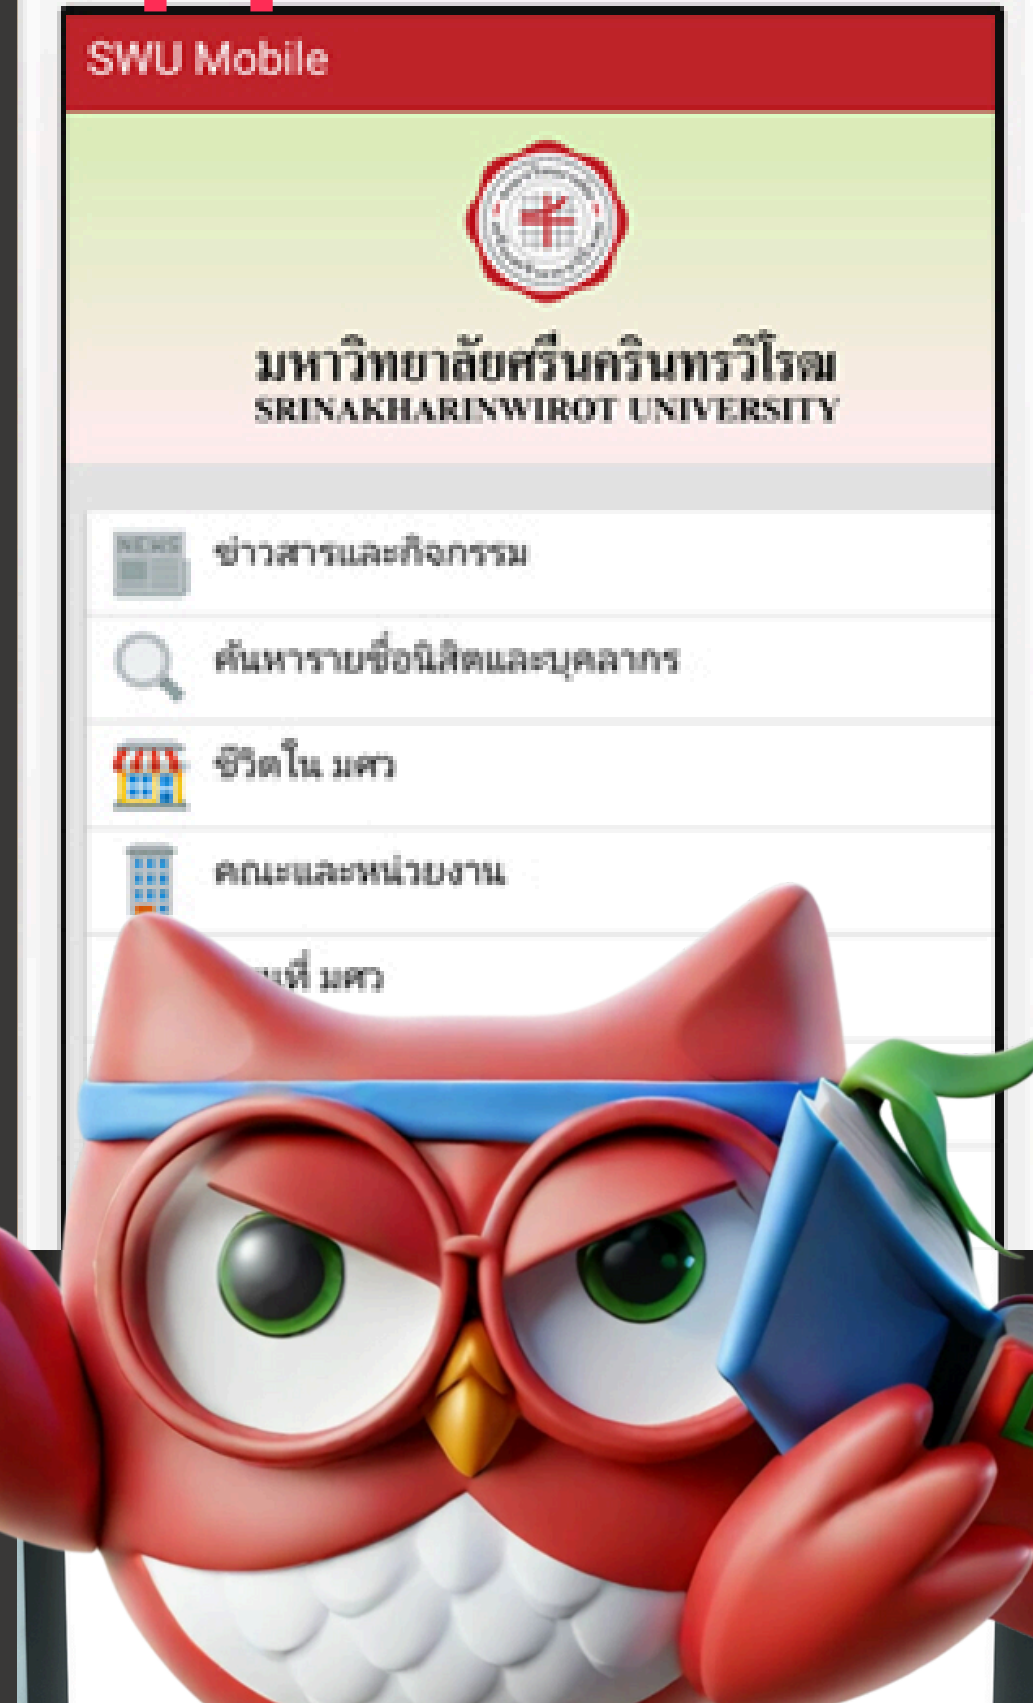 SWU Mobile
มหาวิทยาลัยศรีนครินทรวิโรฒ
SRINAKHARINWIROT UNIVERSITY
NEWS
ข่าวสารและกิจกรรม
ค้นหารายชื่อนิสิตและบุคลากร
ชีวิตใน มศว
คณะและหน่วยงาน
มศว